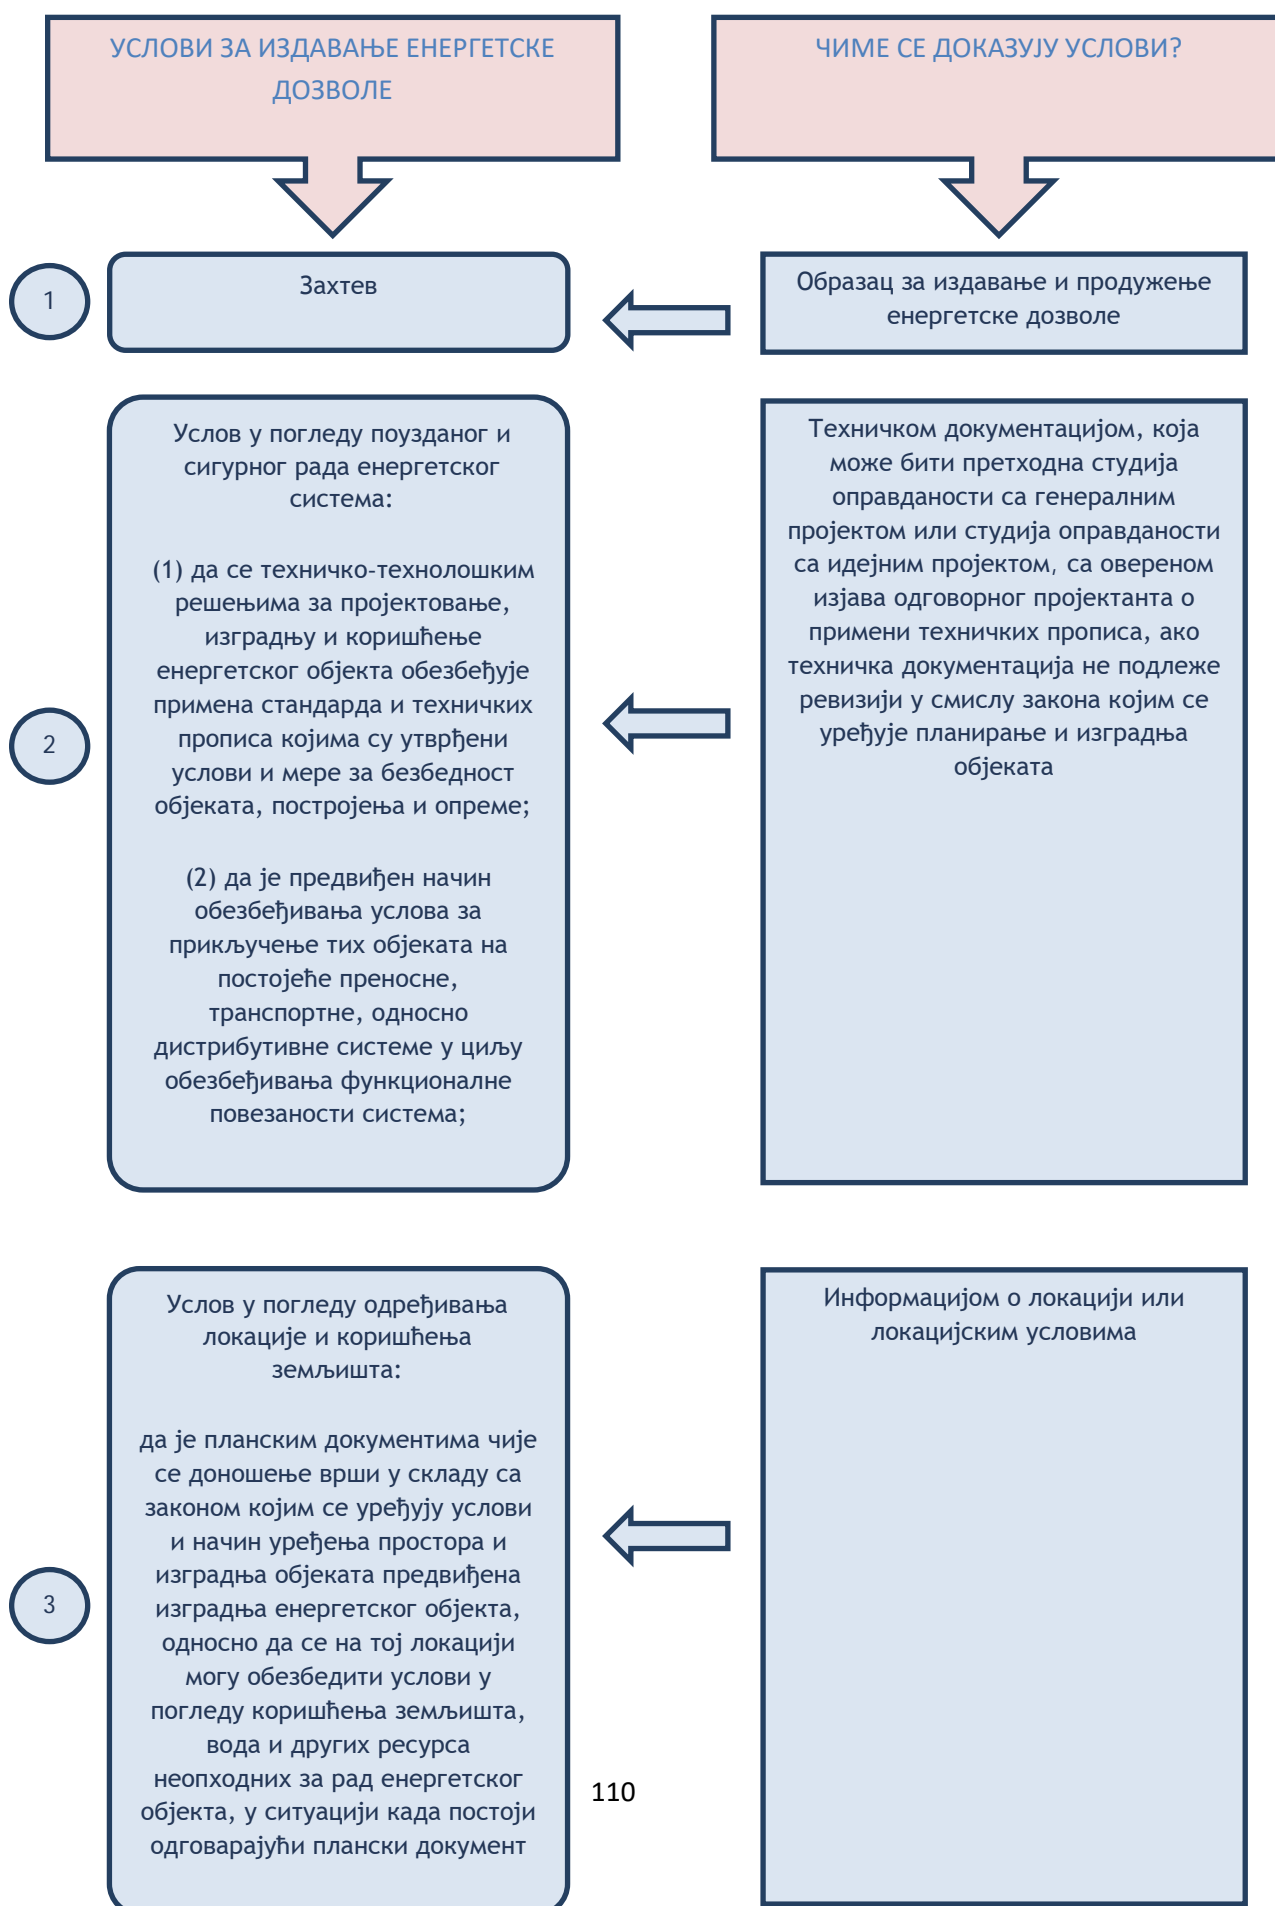 УСЛОВИ ЗА ИЗДАВАЊЕ ЕНЕРГЕТСКЕ
ДОЗВОЛЕ
ЧИМЕ СЕ ДОКАЗУЈУ УСЛОВИ?
1
Захтев
Образац за издавање и продужење
енергетске дозволе
2
Услов у погледу поузданог и
сигурног рада енергетског
система:
(1) да се техничко-технолошким
решењима за пројектовање,
изградњу и коришћење
енергетског објекта обезбеђује
примена стандарда и техничких
прописа којима су утврђени
услови и мере за безбедност
објеката, постројења и опреме;
(2) да је предвиђен начин
обезбеђивања услова за
прикључење тих објеката на
постојеће преносне,
транспортне, односно
дистрибутивне системе у циљу
обезбеђивања функционалне
повезаности система;
Техничком документацијом, која
може бити претходна студија
оправданости са генералним
пројектом или студија оправданости
са идејним пројектом, са овереном
изјава одговорног пројектанта о
примени техничких прописа, ако
техничка документација не подлеже
ревизији у смислу закона којим се
уређује планирање и изградња
објеката
3
Услов у погледу одређивања
локације и коришћења
земљишта:
да је планским документима чије
се доношење врши у складу са
законом којим се уређују услови
и начин уређења простора и
изградња објеката предвиђена
изградња енергетског објекта,
односно да се на тој локацији
могу обезбедити услови у
погледу коришћења земљишта,
вода и других ресурса
неопходних за рад енергетског
објекта, у ситуацији када постоји
одговарајући плански документ
Информацијом о локацији или
локацијским условима
110